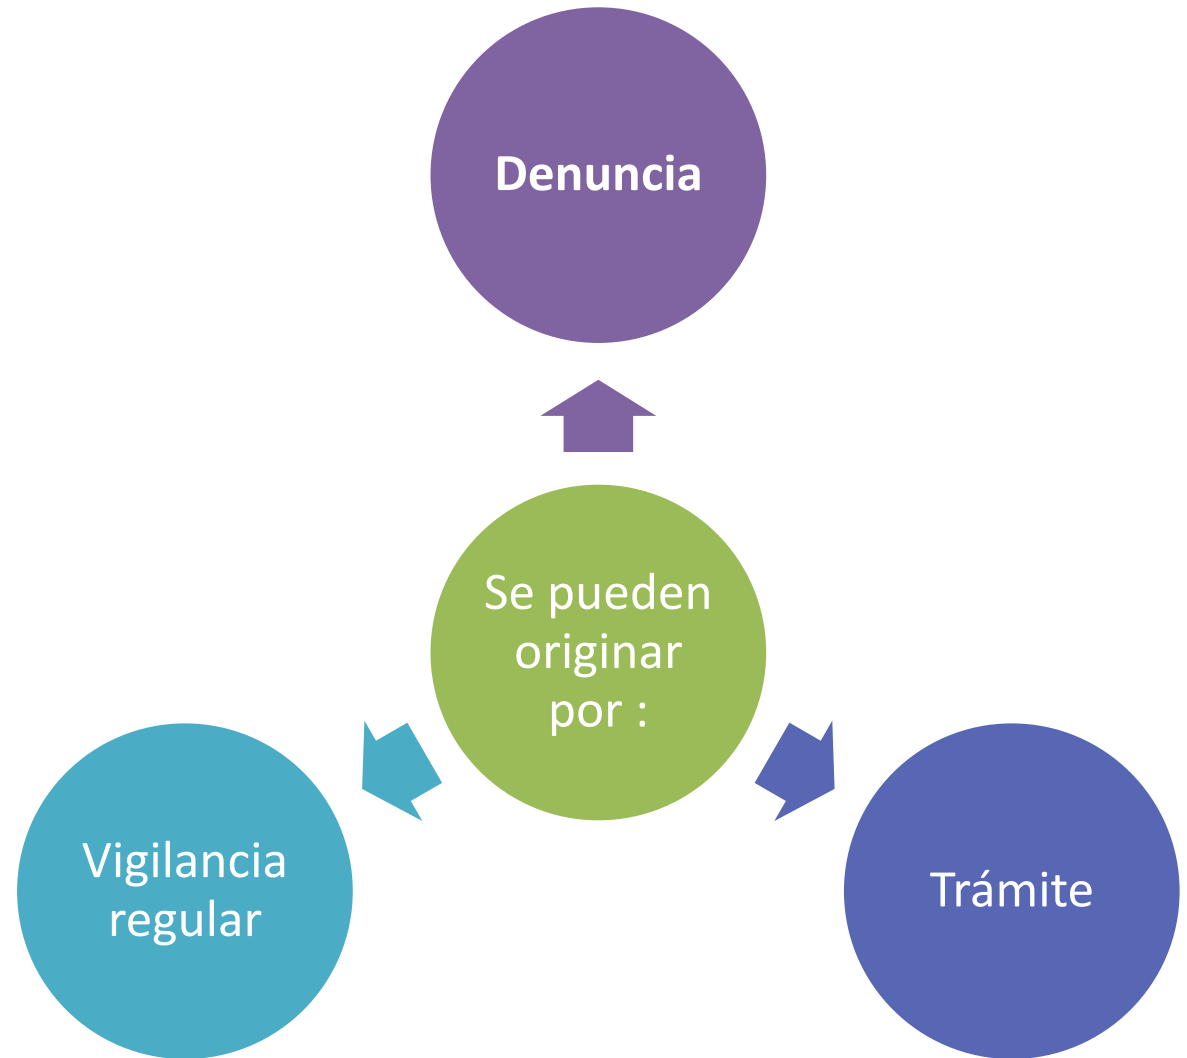 Denuncia
Se pueden
originar
por :
Vigilancia
regular
Trámite